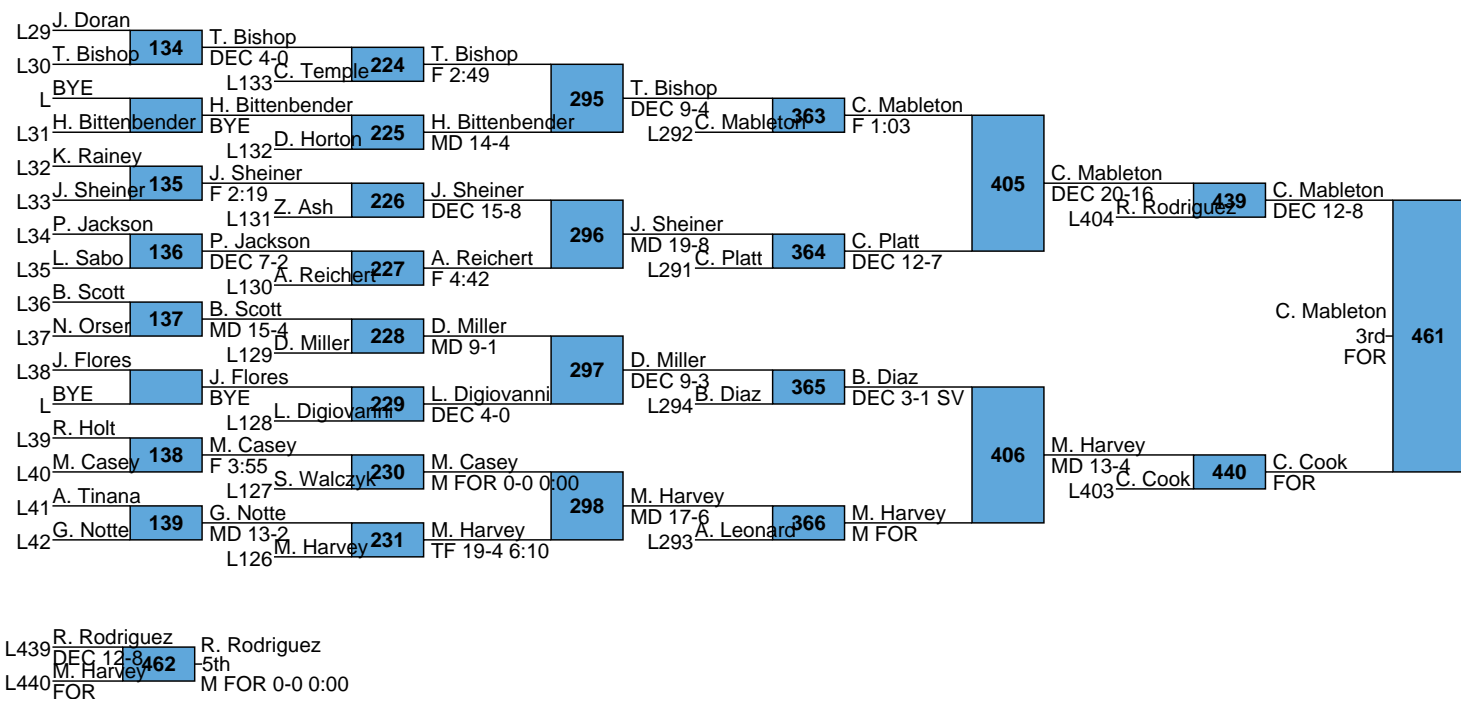 L29 J. Doran
L30 T. Bishop
134
T. Bishop
DEC 4-0
L133 C. Temple
224
T. Bishop
F 2:49
L BYE
L31 H. Bittenbender
H. Bittenbender
BYE
L132 D. Horton
225
H. Bittenbender
MD 14-4
295
T. Bishop
DEC 9-4
L292 C. Mableton
363
C. Mableton
F 1:03
L32 K. Rainey
L33 J. Sheiner
135
J. Sheiner
F 2:19
L131 Z. Ash
226
J. Sheiner
DEC 15-8
L34 P. Jackson
L35 L. Sabo
136
P. Jackson
DEC 7-2
L130 A. Reichert
227
A. Reichert
F 4:42
296
J. Sheiner
MD 19-8
L291 C. Platt
364
C. Platt
DEC 12-7
405
C. Mableton
DEC 20-16
L404 R. Rodriguez
439
C. Mableton
DEC 12-8
L36 B. Scott
L37 N. Orser
137
B. Scott
MD 15-4
L129 D. Miller
228
D. Miller
MD 9-1
L38 J. Flores
L BYE
J. Flores
BYE
L128 L. Digiovanni
229
L. Digiovanni
DEC 4-0
297
D. Miller
DEC 9-3
L294 B. Diaz
365
B. Diaz
DEC 3-1 SV
L39 R. Holt
L40 M. Casey
138
M. Casey
F 3:55
L127 S. Walczyk
230
M. Casey
M FOR 0-0 0:00
L41 A. Tinana
L42 G. Notte
139
G. Notte
MD 13-2
L126 M. Harvey
231
M. Harvey
TF 19-4 6:10
298
M. Harvey
MD 17-6
L293 A. Leonard
366
M. Harvey
M FOR
406
M. Harvey
MD 13-4
L403 C. Cook
440
C. Cook
FOR
461
C. Mableton
3rd
FOR
L439 R. Rodriguez
DEC 12-8
L440 M. Harvey
FOR
462
R. Rodriguez
5th
M FOR 0-0 0:00